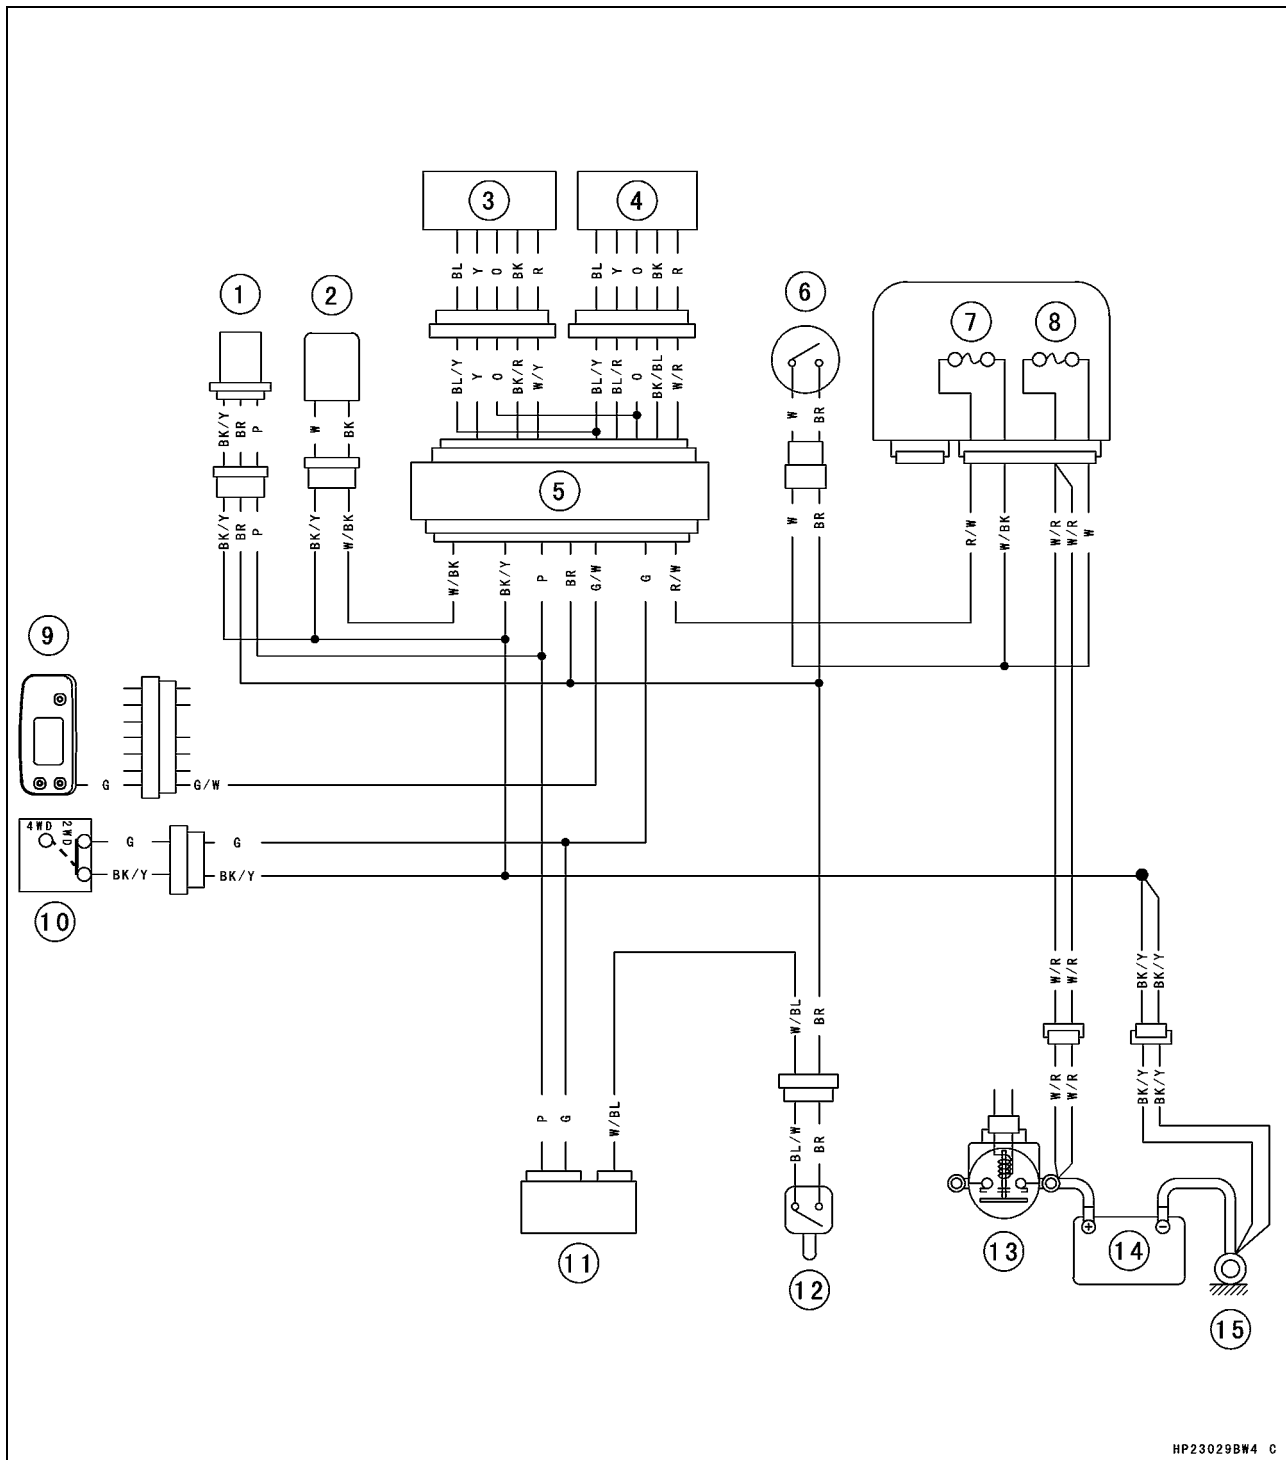 3 4
BL Y O BK R BL Y O BK R
1 2 6
7 8
BL/Y Y O BK/R W/Y BL/Y BL/R O BK/BL W/R
BK/Y BR P W BK W BR
5
BK/Y BR P BK/Y W/BK W BR R/W W/BK W/R W/R W
W/BK BK/Y P BR G/W G R/W
9
G G/W
4WD 2WD G G
BK/Y BK/Y
10
W/R W/R BK/Y BK/Y
W/BL BR
W/R W/R BK/Y BK/Y
P G W/BL
BL/W BR
11 12 13 14 15
+ −
HP23029BW4 C